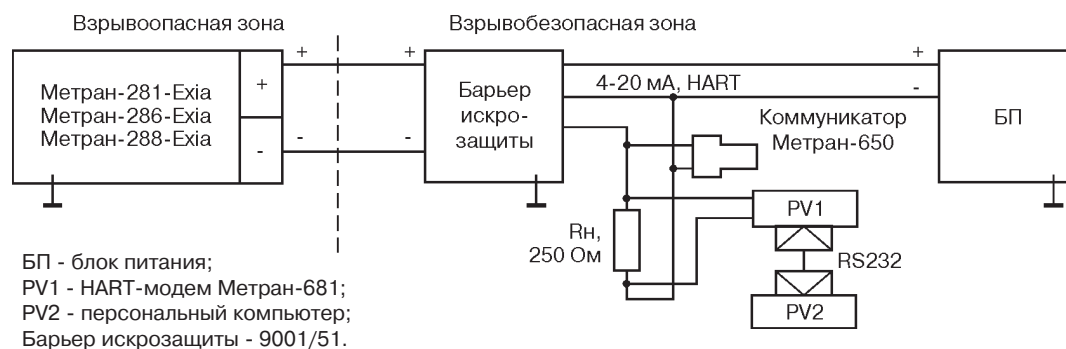 Взрывоопасная зона
Взрывобезопасная зона
Метран-281-Exia
Метран-286-Exia
Метран-288-Exia
+
-
+
-
+
-
Барьер
искро-
защиты
4-20 мА, HART
+
-
БП
Коммуникатор
Метран-650
Rн,
250 Ом
PV1
RS232
PV2
БП - блок питания;
PV1 - HART-модем Метран-681;
PV2 - персональный компьютер;
Барьер искрозащиты - 9001/51.